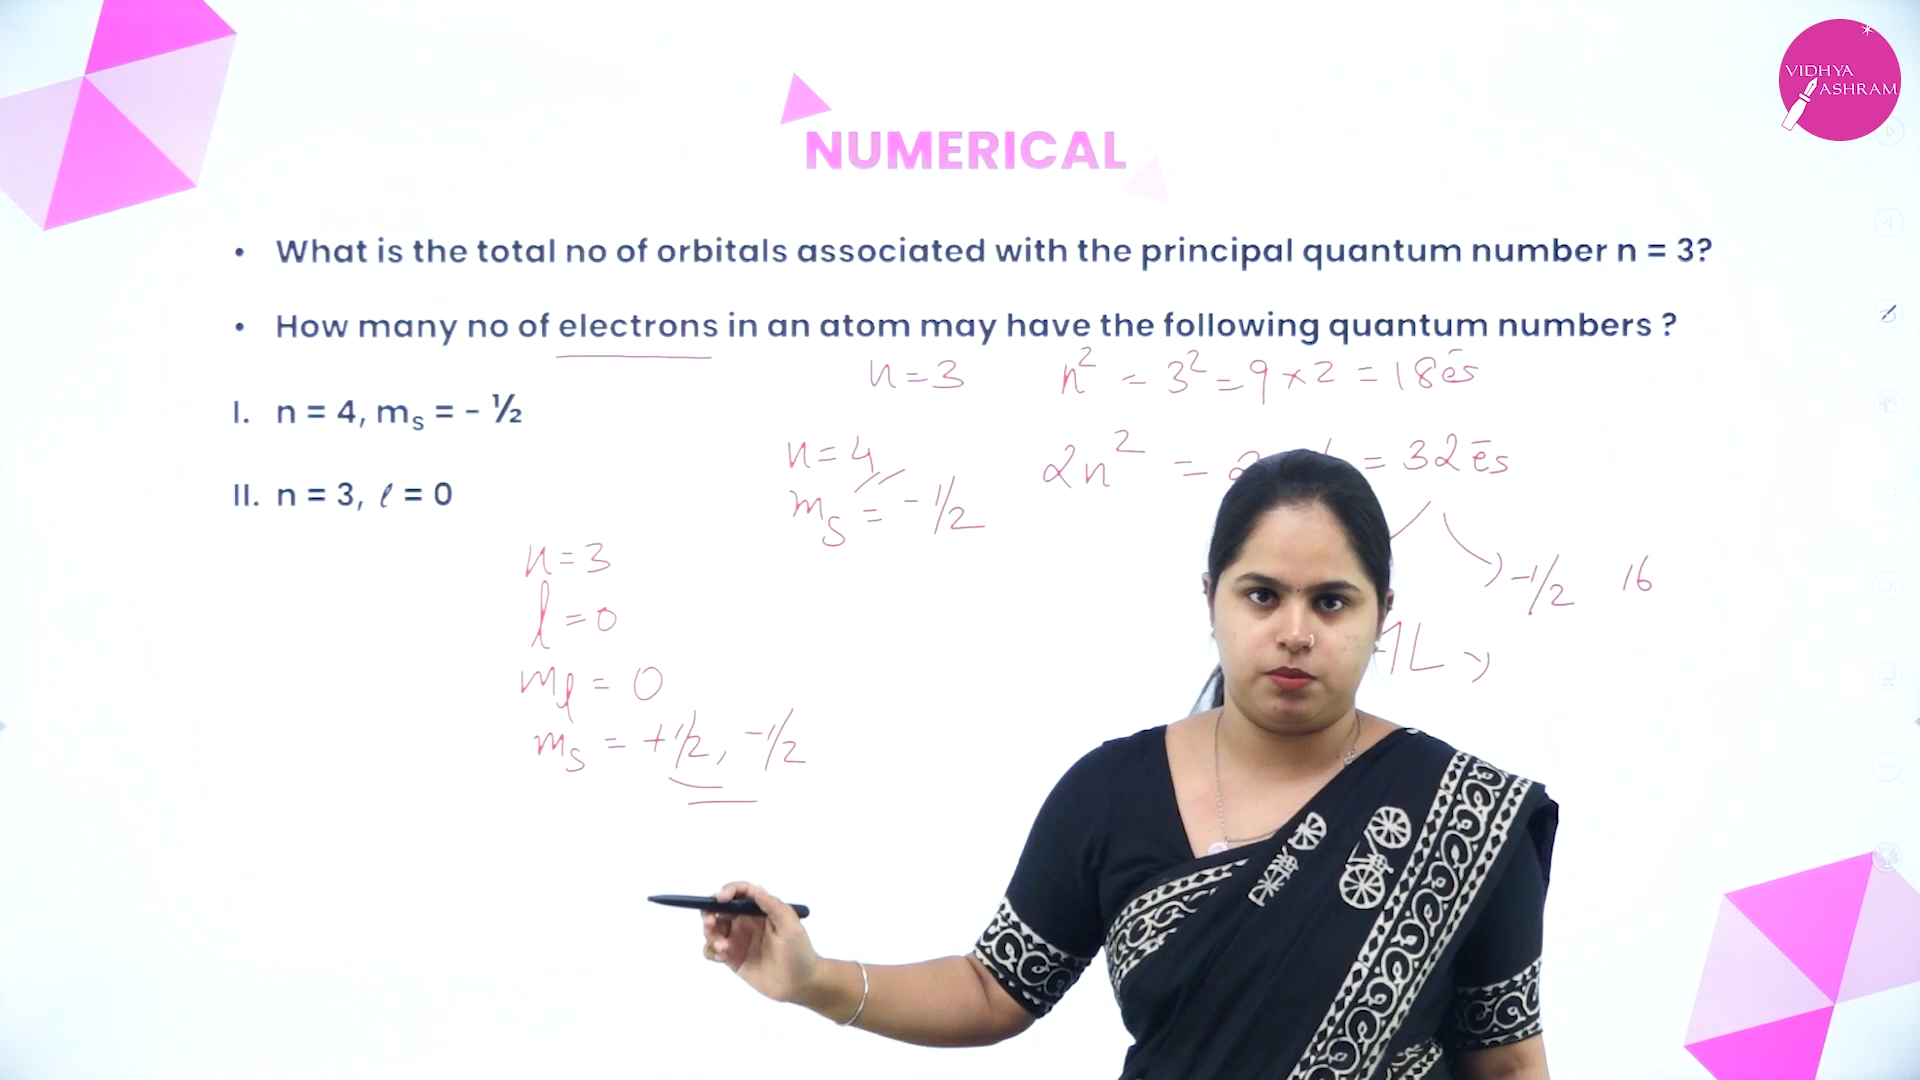 VIDHYA
ASHRAM
NUMERICAL
• What is the total no of orbitals associated with the principal quantum number n = 3?
• How many no of electrons in an atom may have the following quantum numbers ?
n = 3 n² = 3² = 9 × 2 = 18 ēs
I. n = 4, mₛ = - ½
n = 4 2n² = = 32 ēs
mₛ = - 1/2
II. n = 3, ℓ = 0
n = 3
-1/2 16
l = 0
1L
mₗ = 0
mₛ = +1/2, -1/2